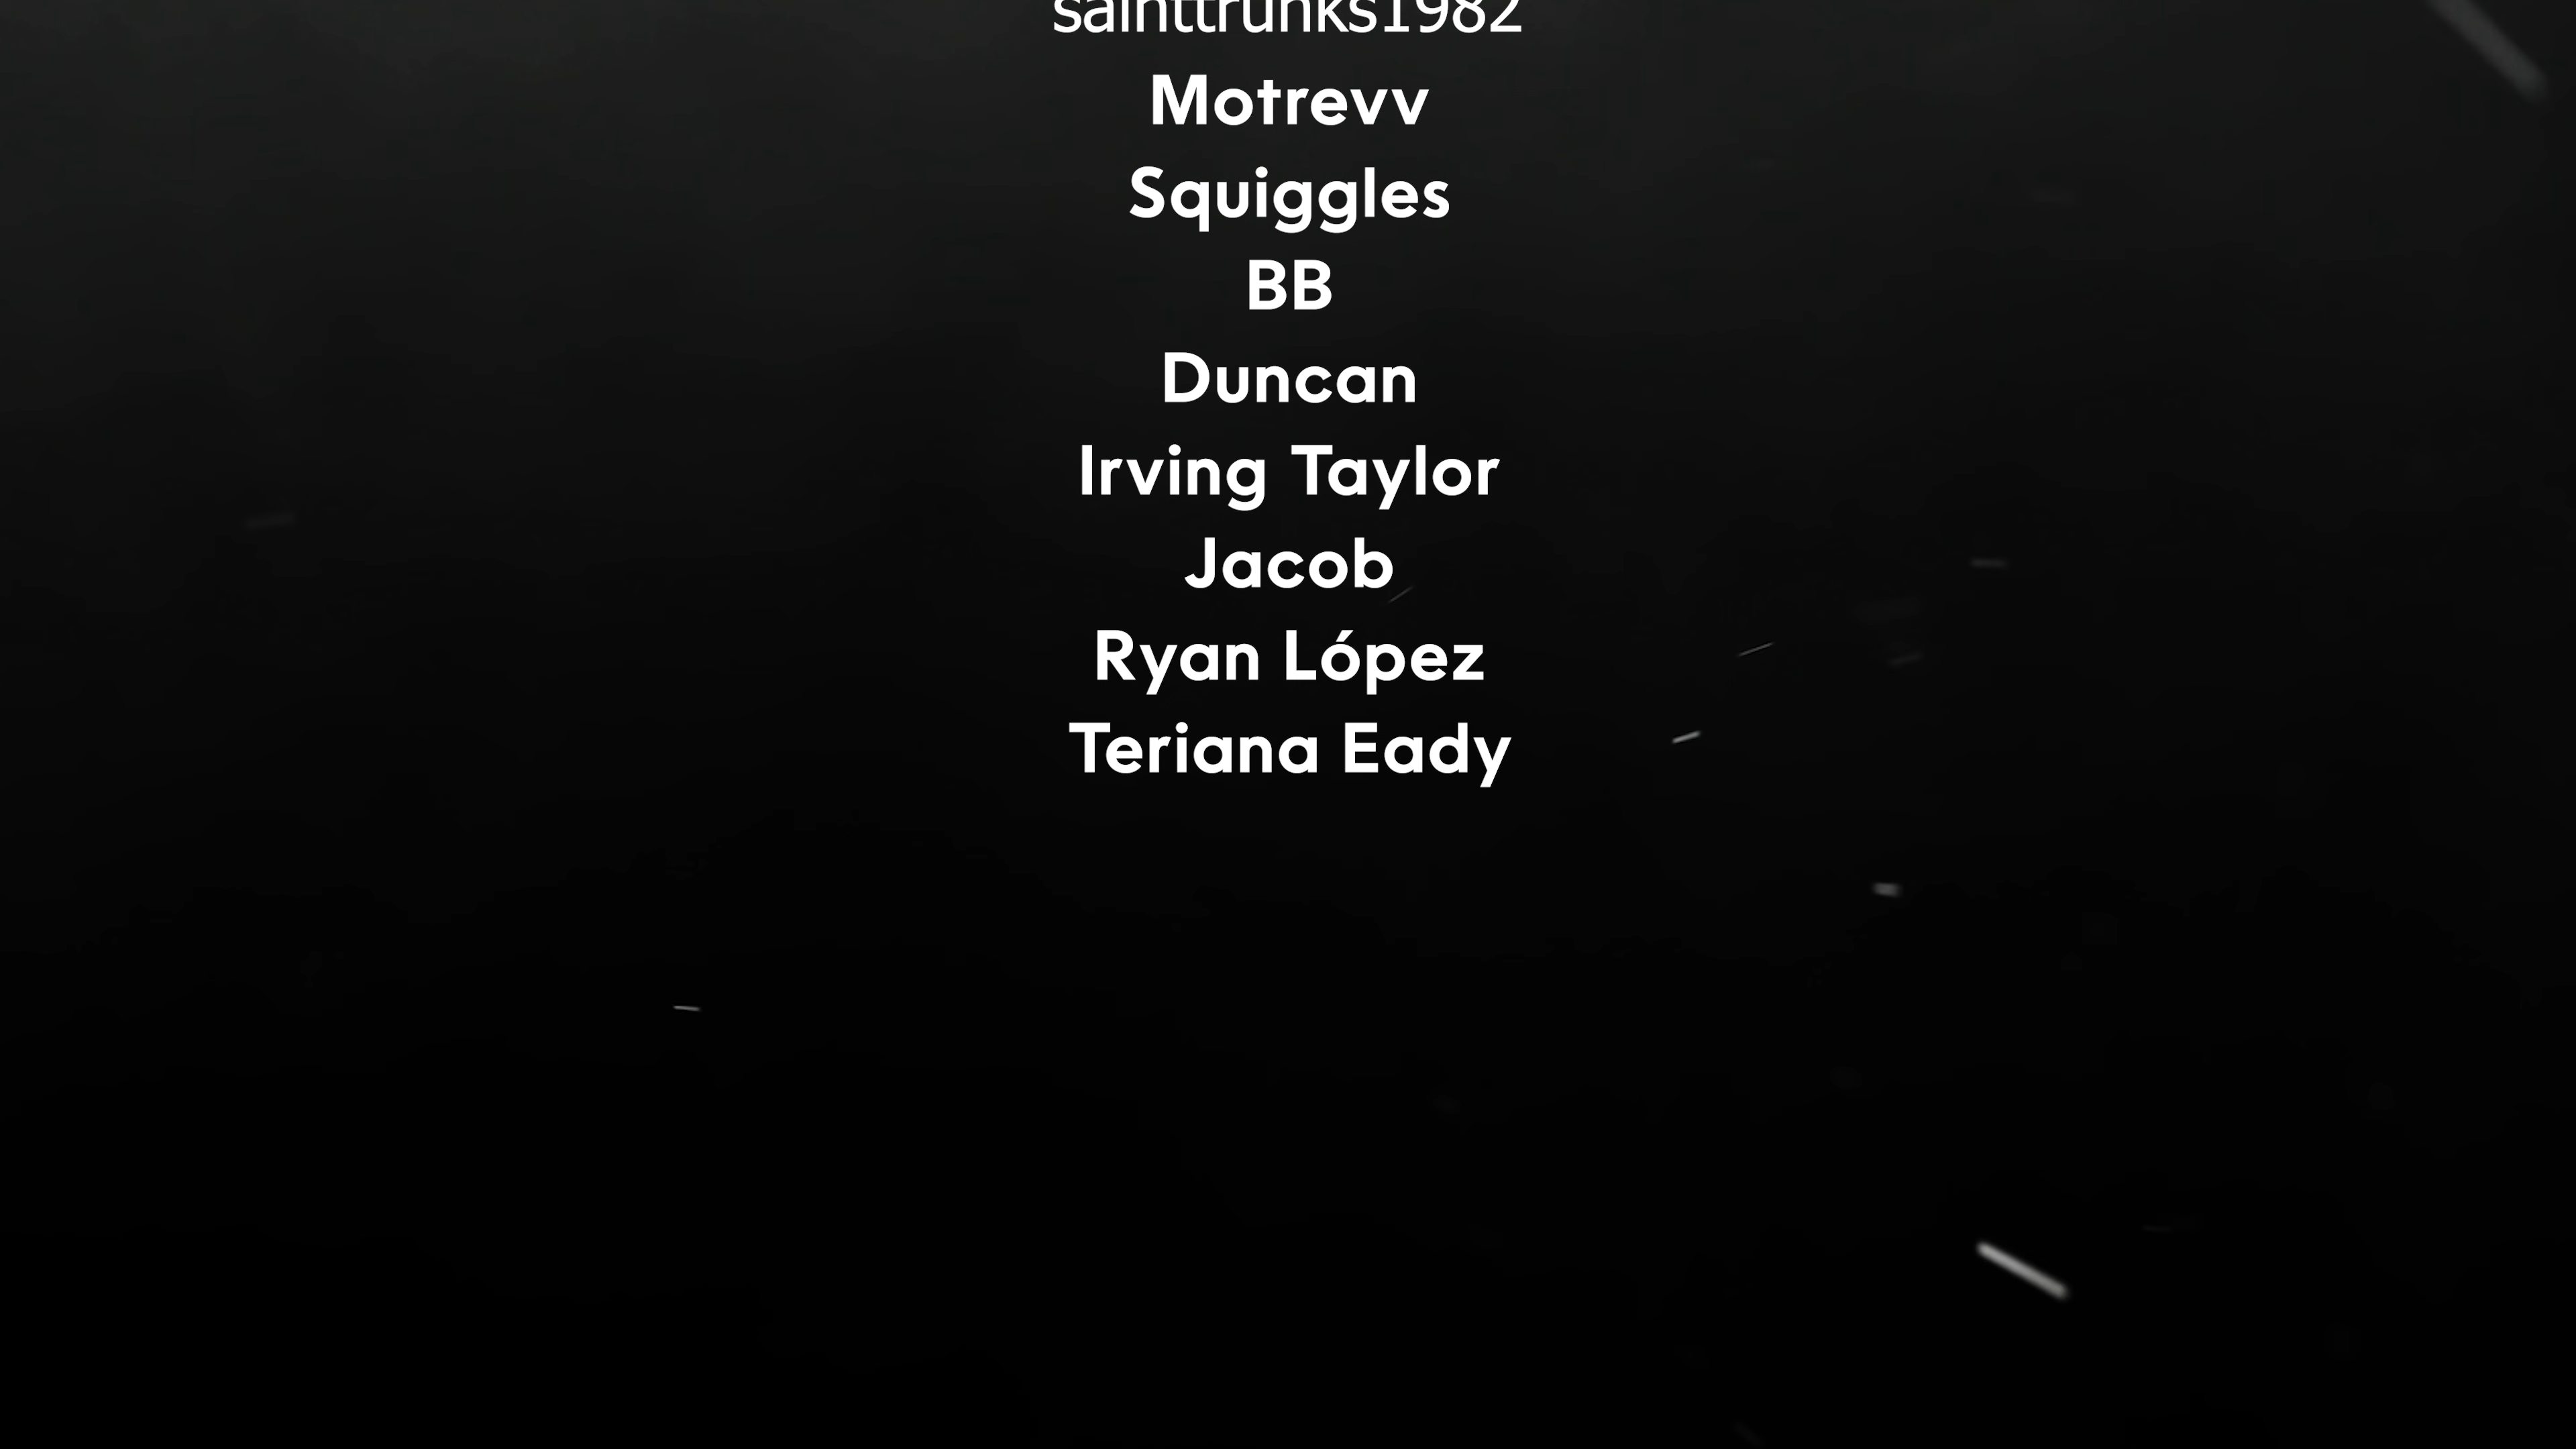 sainttrunks1982
Motrevv
Squiggles
BB
Duncan
Irving Taylor
Jacob
Ryan López
Teriana Eady